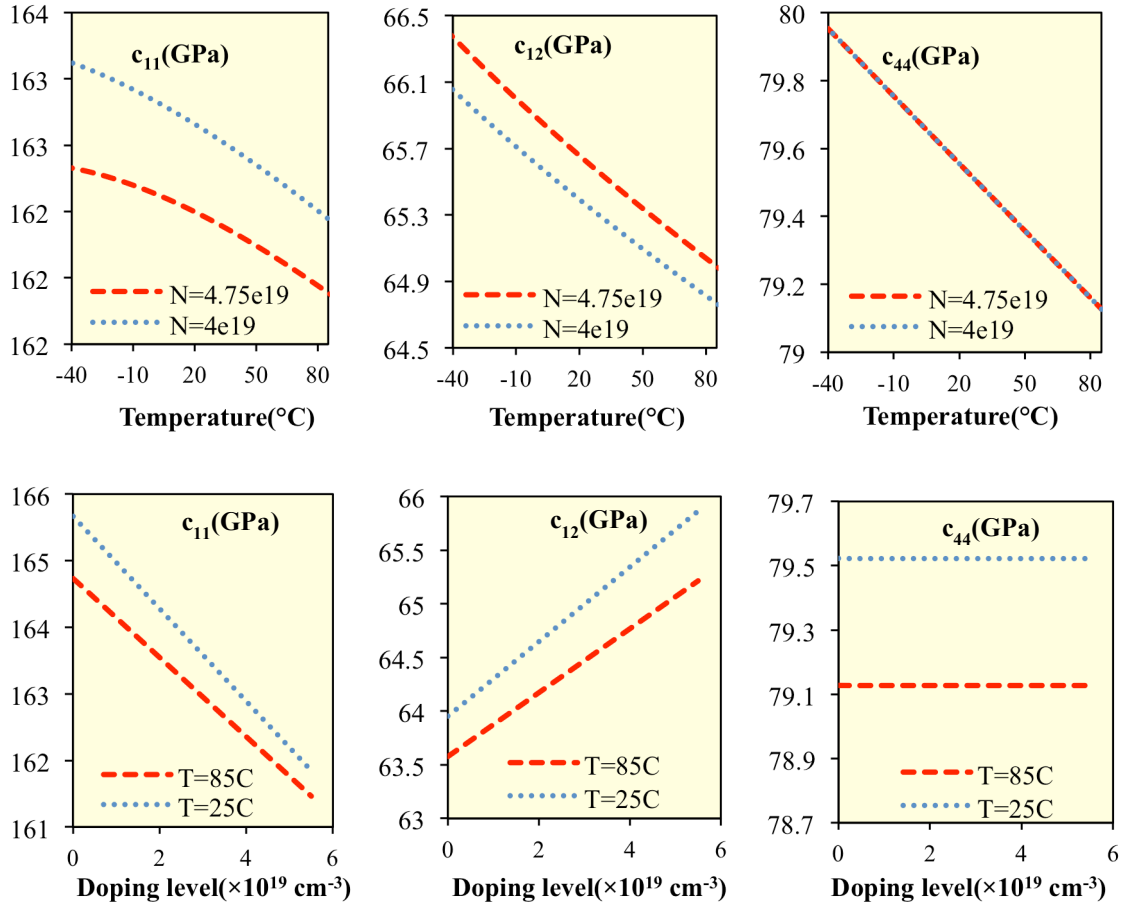 c₁₁(GPa)
164
163
163
162
162
162
-40 -10 20 50 80
N=4.75e19
N=4e19
Temperature(°C)
c₁₂(GPa)
66.5
66.1
65.7
65.3
64.9
64.5
-40 -10 20 50 80
N=4.75e19
N=4e19
Temperature(°C)
c₄₄(GPa)
80
79.8
79.6
79.4
79.2
79
-40 -10 20 50 80
N=4.75e19
N=4e19
Temperature(°C)
c₁₁(GPa)
166
165
164
163
162
161
0 2 4 6
T=85C
T=25C
Doping level(×10¹⁹ cm⁻³)
c₁₂(GPa)
66
65.5
65
64.5
64
63.5
63
0 2 4 6
T=85C
T=25C
Doping level(×10¹⁹ cm⁻³)
c₄₄(GPa)
79.7
79.5
79.3
79.1
78.9
78.7
0 2 4 6
T=85C
T=25C
Doping level(×10¹⁹ cm⁻³)